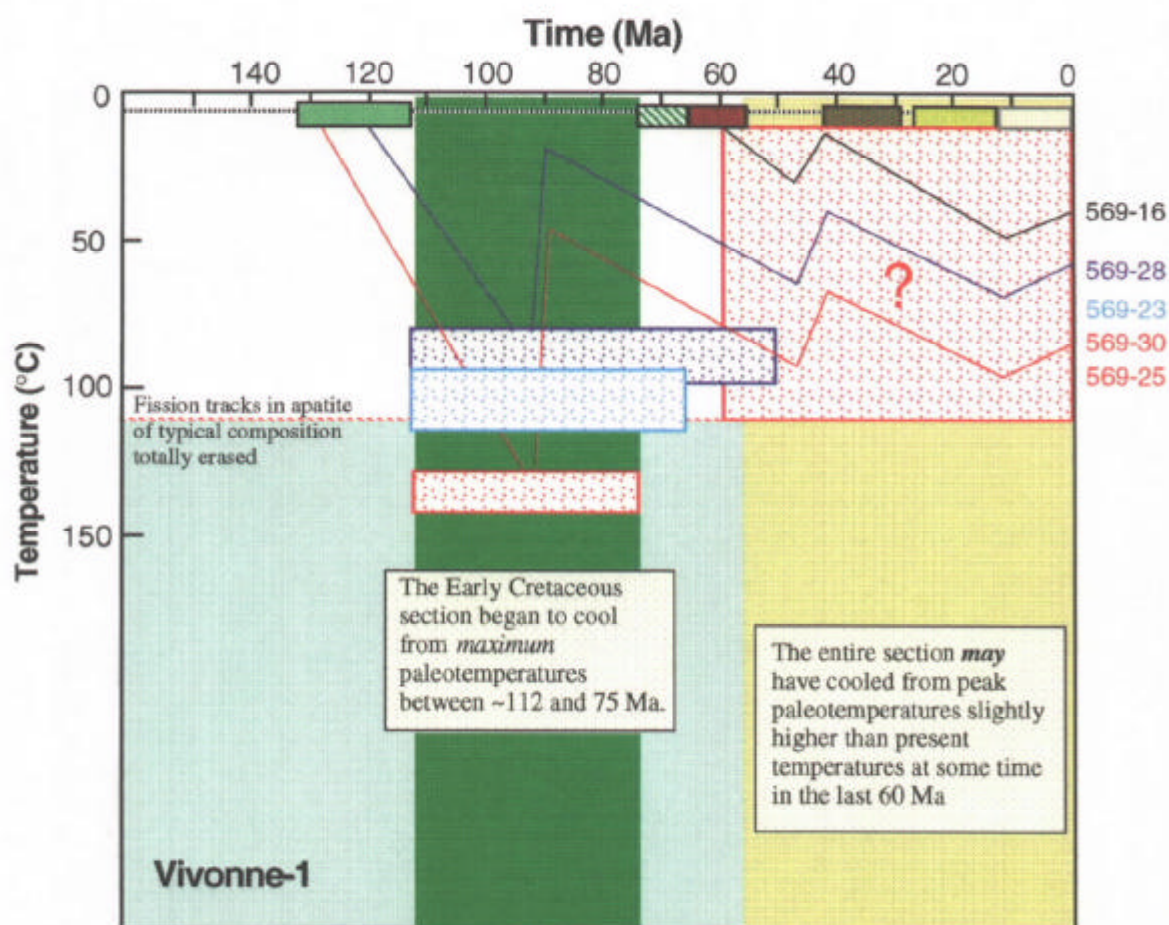 Time (Ma)
140 120 100 80 60 40 20 0
0
50
100
150
Temperature (°C)
569-16
569-28
569-23
569-30
569-25
?
Fission tracks in apatite
of typical composition
totally erased
The Early Cretaceous
section began to cool
from maximum
paleotemperatures
between ~112 and 75 Ma.
The entire section may
have cooled from peak
paleotemperatures slightly
higher than present
temperatures at some time
in the last 60 Ma
Vivonne-1